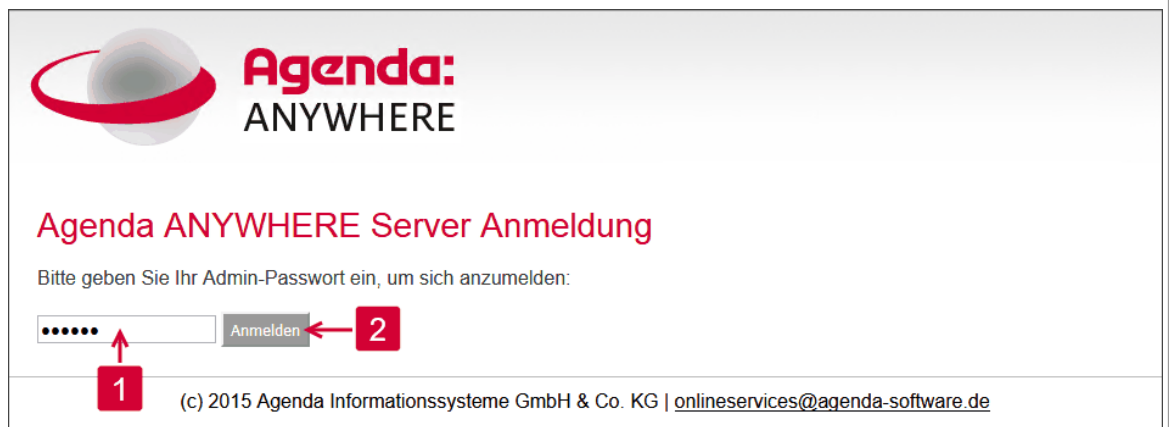 Agenda:
ANYWHERE
Agenda ANYWHERE Server Anmeldung
Bitte geben Sie Ihr Admin-Passwort ein, um sich anzumelden:
•••••• Anmelden 2
1
(c) 2015 Agenda Informationssysteme GmbH & Co. KG | onlineservices@agenda-software.de